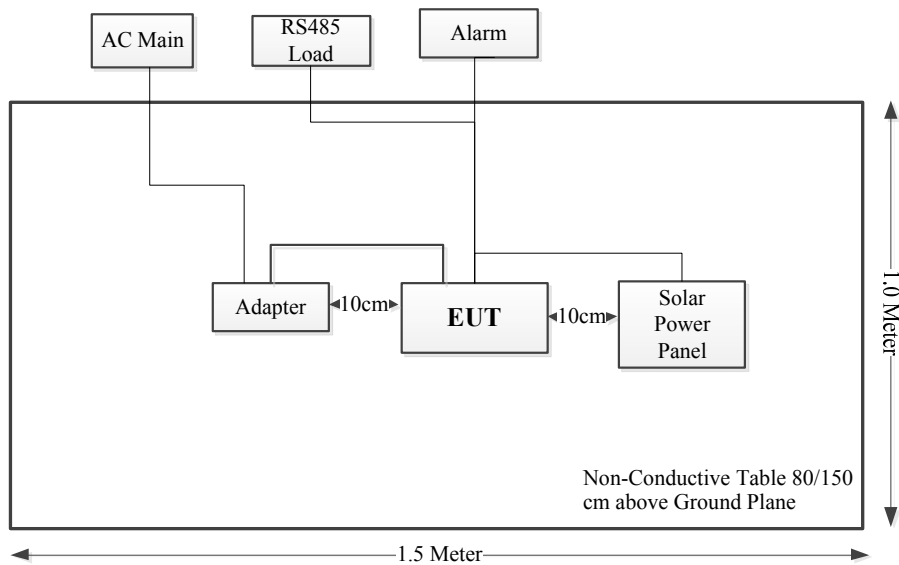 AC Main
RS485
Load
Alarm
Adapter
10cm
EUT
10cm
Solar
Power
Panel
1.0 Meter
Non-Conductive Table 80/150
cm above Ground Plane
1.5 Meter